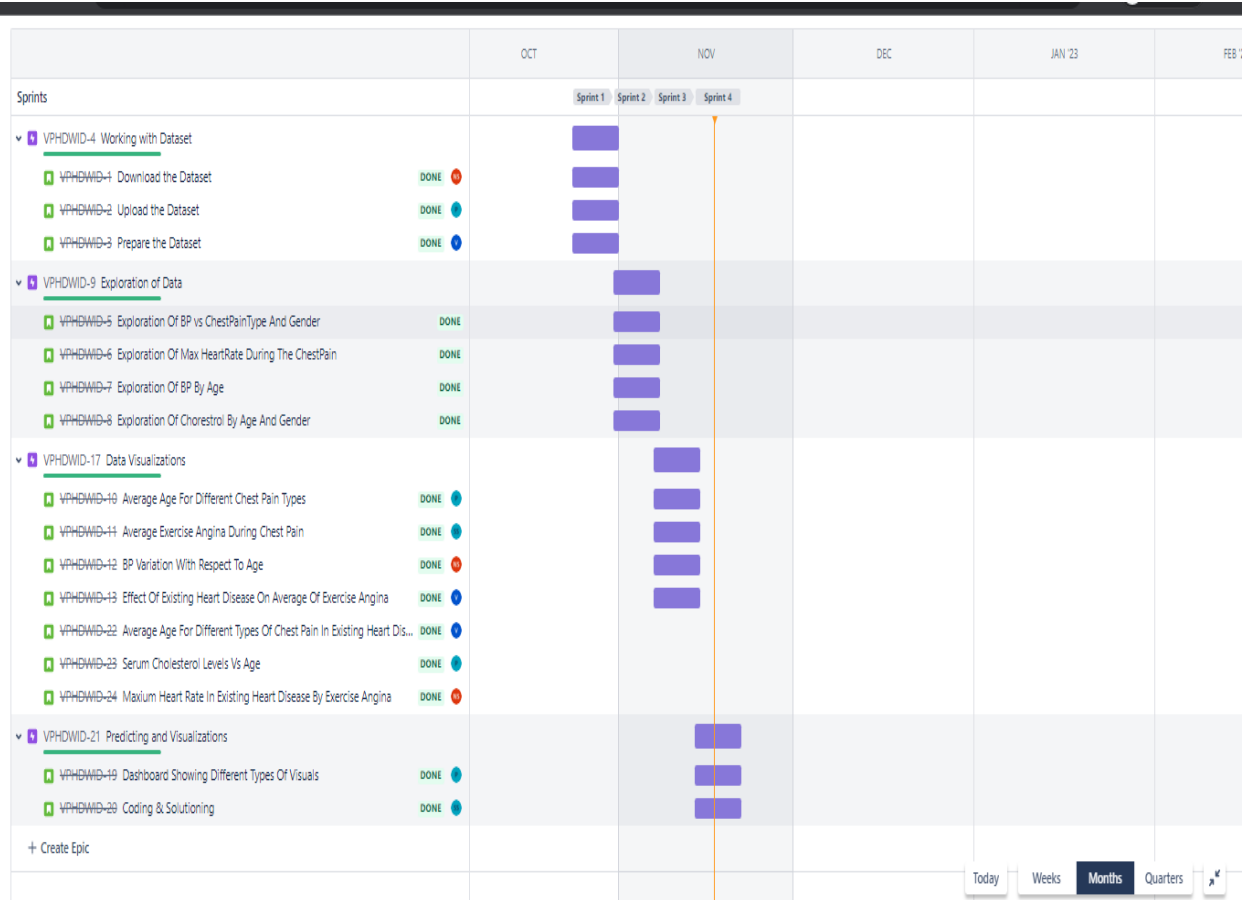 OCT NOV DEC JAN '23 FEB '
Sprints Sprint 1 Sprint 2 Sprint 3 Sprint 4
VPHDWID-4 Working with Dataset
VPHDWID-1 Download the Dataset DONE NS
VPHDWID-2 Upload the Dataset DONE
VPHDWID-3 Prepare the Dataset DONE V
VPHDWID-9 Exploration of Data
VPHDWID-5 Exploration Of BP vs ChestPainType And Gender DONE
VPHDWID-6 Exploration Of Max HeartRate During The ChestPain DONE
VPHDWID-7 Exploration Of BP By Age DONE
VPHDWID-8 Exploration Of Chorestrol By Age And Gender DONE
VPHDWID-17 Data Visualizations
VPHDWID-10 Average Age For Different Chest Pain Types DONE
VPHDWID-11 Average Exercise Angina During Chest Pain DONE
VPHDWID-12 BP Variation With Respect To Age DONE NS
VPHDWID-13 Effect Of Existing Heart Disease On Average Of Exercise Angina DONE V
VPHDWID-22 Average Age For Different Types Of Chest Pain In Existing Heart Dis... DONE V
VPHDWID-23 Serum Cholesterol Levels Vs Age DONE
VPHDWID-24 Maxium Heart Rate In Existing Heart Disease By Exercise Angina DONE NS
VPHDWID-21 Predicting and Visualizations
VPHDWID-19 Dashboard Showing Different Types Of Visuals DONE
VPHDWID-20 Coding & Solutioning DONE
+ Create Epic
Today Weeks Months Quarters